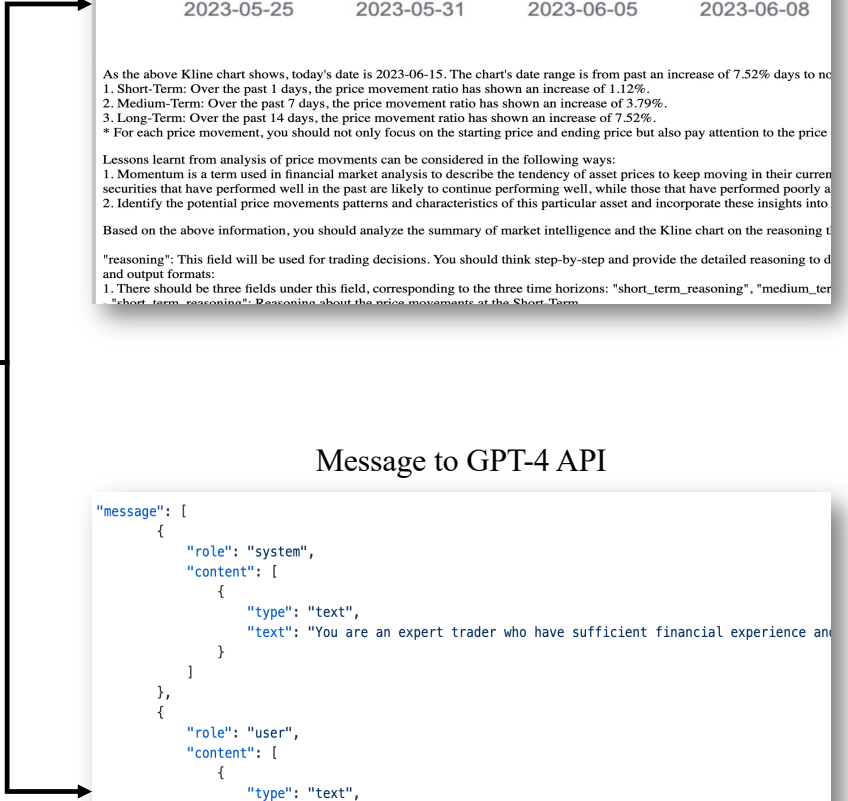 2023-05-25 2023-05-31 2023-06-05 2023-06-08
As the above Kline chart shows, today's date is 2023-06-15. The chart's date range is from past an increase of 7.52% days to no
1. Short-Term: Over the past 1 days, the price movement ratio has shown an increase of 1.12%.
2. Medium-Term: Over the past 7 days, the price movement ratio has shown an increase of 3.79%.
3. Long-Term: Over the past 14 days, the price movement ratio has shown an increase of 7.52%.
* For each price movement, you should not only focus on the starting price and ending price but also pay attention to the price
Lessons learnt from analysis of price movments can be considered in the following ways:
1. Momentum is a term used in financial market analysis to describe the tendency of asset prices to keep moving in their curren
securities that have performed well in the past are likely to continue performing well, while those that have performed poorly a
2. Identify the potential price movements patterns and characteristics of this particular asset and incorporate these insights into
Based on the above information, you should analyze the summary of market intelligence and the Kline chart on the reasoning t
"reasoning": This field will be used for trading decisions. You should think step-by-step and provide the detailed reasoning to d
and output formats:
1. There should be three fields under this field, corresponding to the three time horizons: "short_term_reasoning", "medium_ter
- "short_term_reasoning": Reasoning about the price movements at the Short-Term
Message to GPT-4 API
"message": [
{
"role": "system",
"content": [
{
"type": "text",
"text": "You are an expert trader who have sufficient financial experience and
}
]
},
{
"role": "user",
"content": [
{
"type": "text",